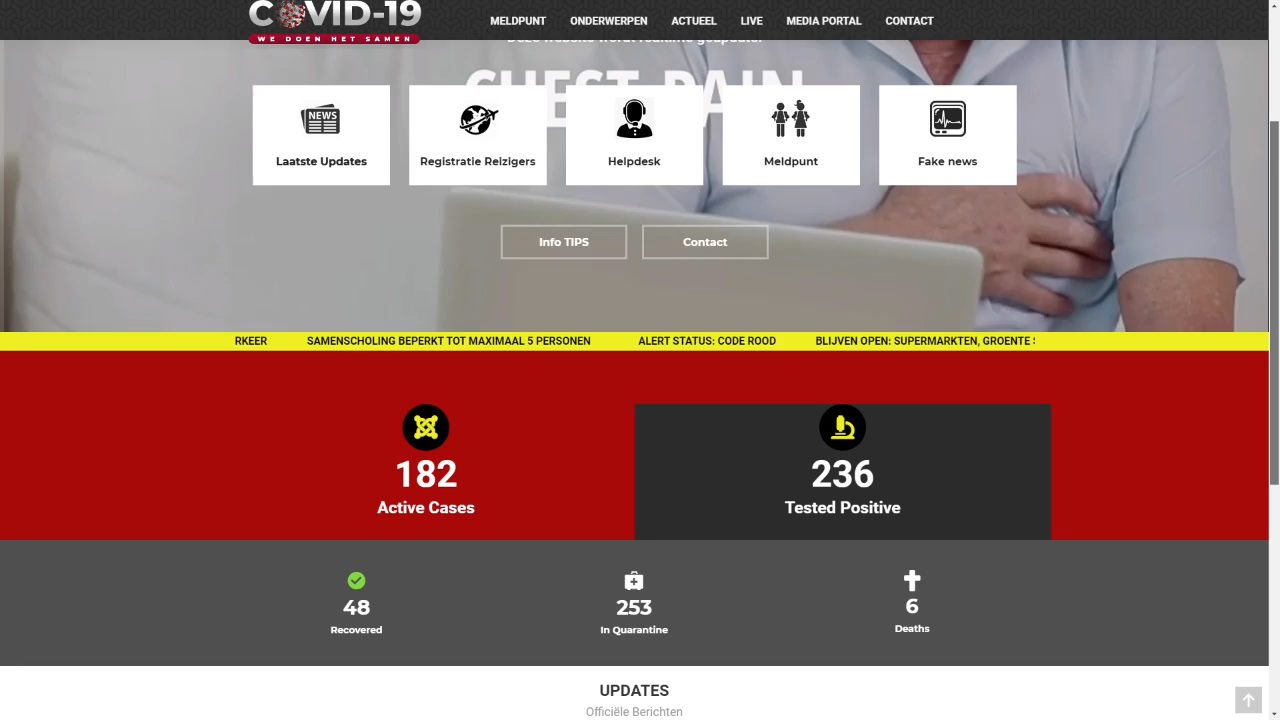 COVID-19
WE DOEN HET SAMEN
MELDPUNT ONDERWERPEN ACTUEEL LIVE MEDIA PORTAL CONTACT
CHEST PAIN
NEWS
Laatste Updates
Registratie Reizigers
Helpdesk
Meldpunt
Fake news
Info TIPS
Contact
RKEER SAMENSCHOLING BEPERKT TOT MAXIMAAL 5 PERSONEN ALERT STATUS: CODE ROOD BLIJVEN OPEN: SUPERMARKTEN, GROENTE
182
Active Cases
236
Tested Positive
48
Recovered
253
In Quarantine
6
Deaths
UPDATES
Officiële Berichten